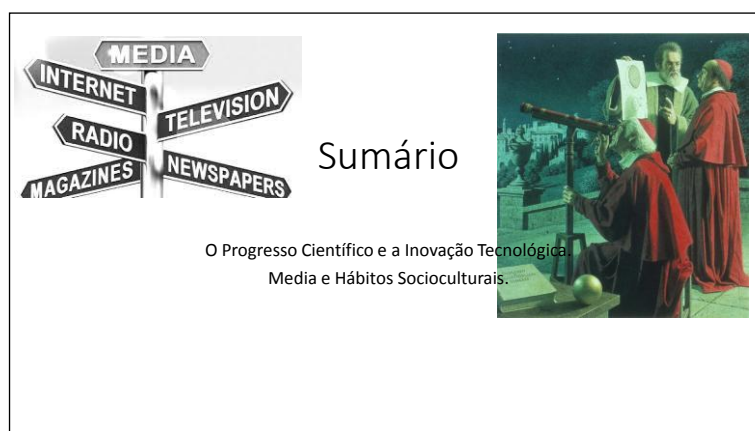 MEDIA
INTERNET
TELEVISION
RADIO
MAGAZINES
NEWSPAPERS
Sumário
O Progresso Científico e a Inovação Tecnológica.
Media e Hábitos Socioculturais.